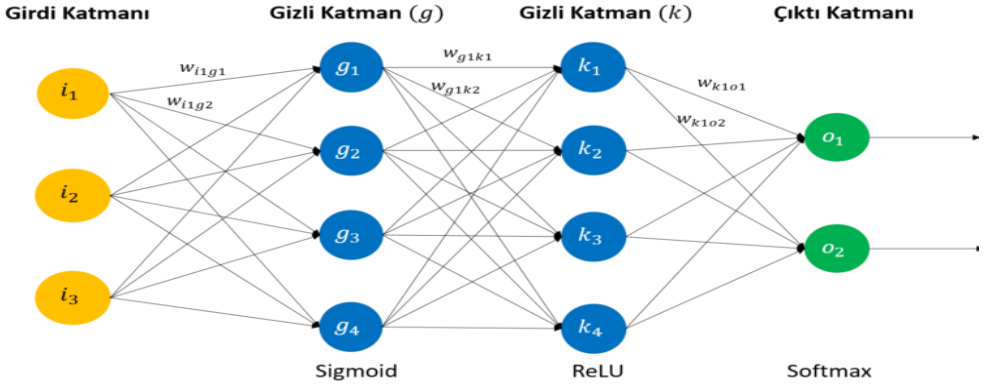 Girdi Katmanı Gizli Katman (g) Gizli Katman (k) Çıktı Katmanı
w_{i1g1} w_{g1k1}
g_1 k_1
i_1 w_{i1g2} w_{g1k2} w_{k1o1}
w_{k1o2}
g_2 k_2 o_1
i_2
g_3 k_3 o_2
i_3
g_4 k_4
Sigmoid ReLU Softmax